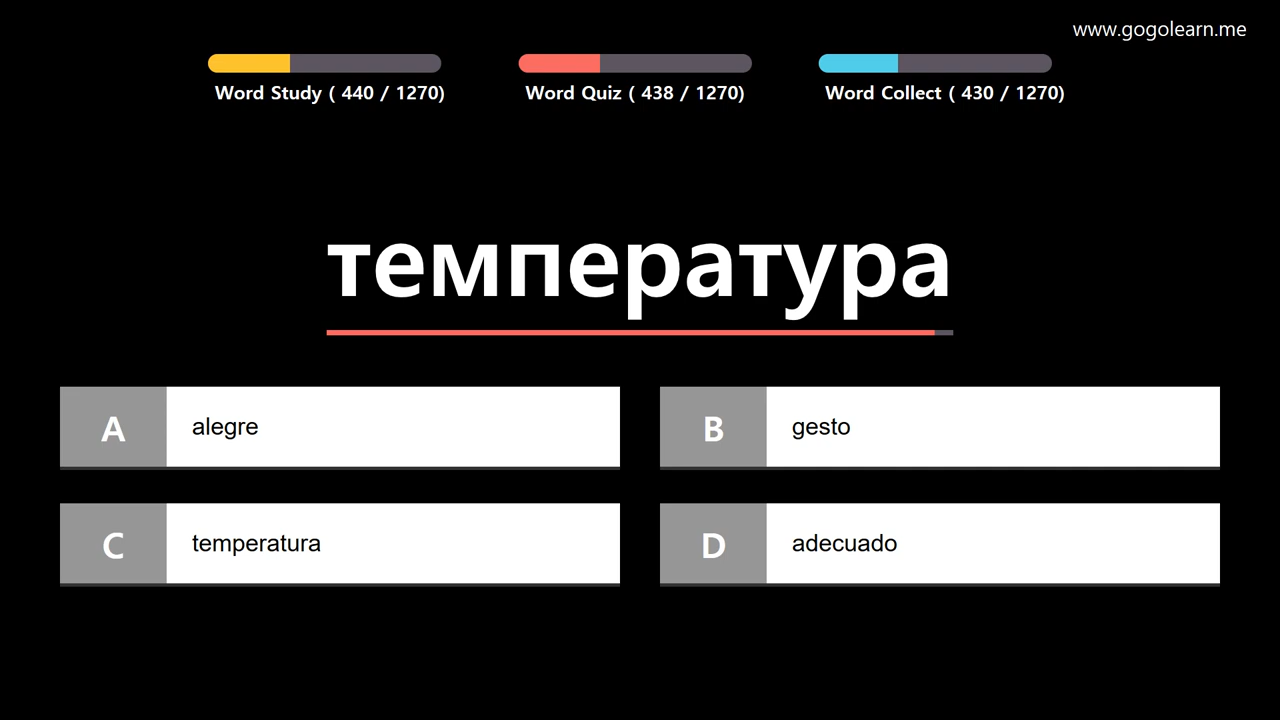 www.gogolearn.me
Word Study ( 440 / 1270)
Word Quiz ( 438 / 1270)
Word Collect ( 430 / 1270)
температура
A alegre
B gesto
C temperatura
D adecuado